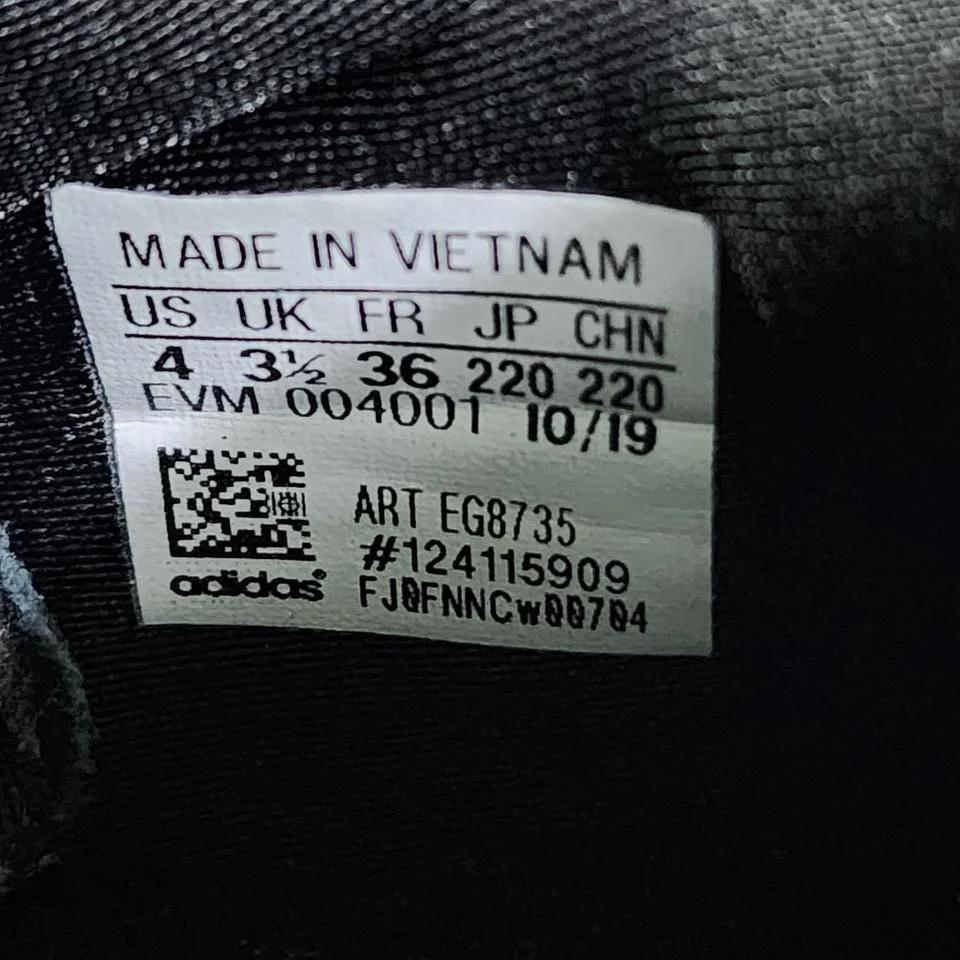 MADE IN VIETNAM
US UK FR JP CHN
4 3½ 36 220 220
EVM 004001 10/19
ART EG8735
#124115909
adidas® FJ0FNNCw00704